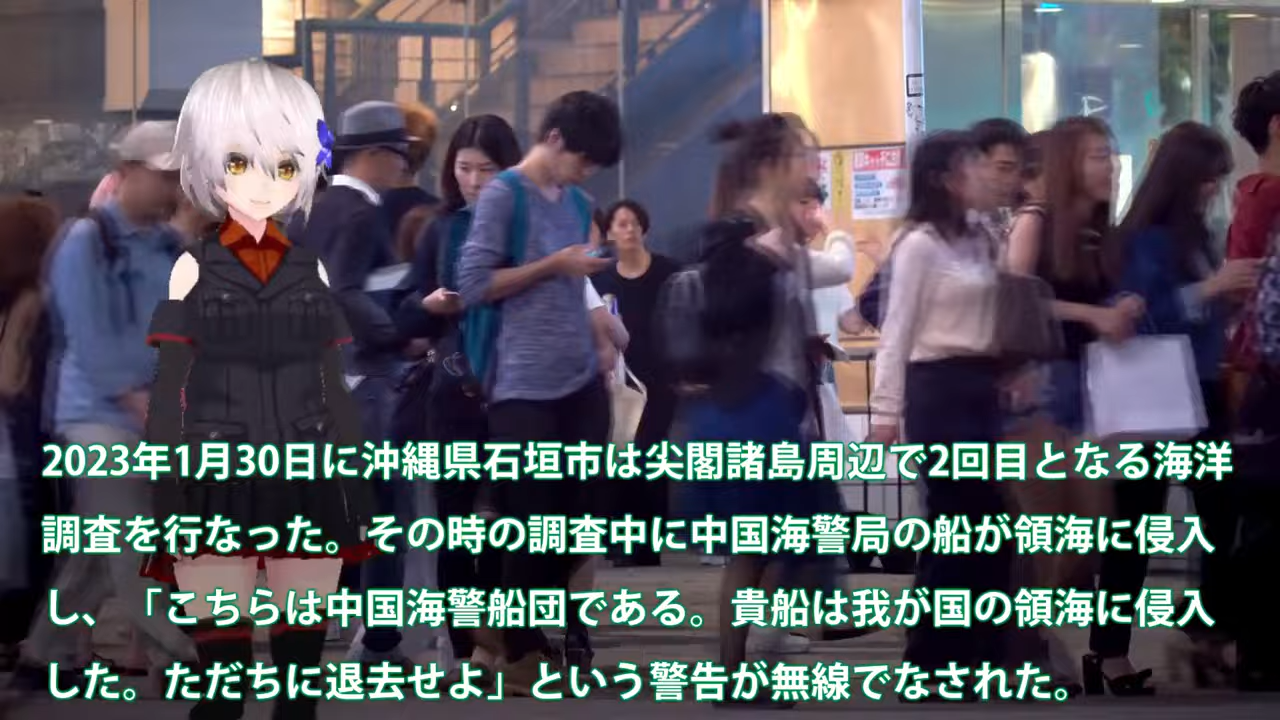 2023年1月30日に沖縄県石垣市は尖閣諸島周辺で2回目となる海洋
調査を行なった。その時の調査中に中国海警局の船が領海に侵入
し、「こちらは中国海警船団である。貴船は我が国の領海に侵入
した。ただちに退去せよ」という警告が無線でなされた。